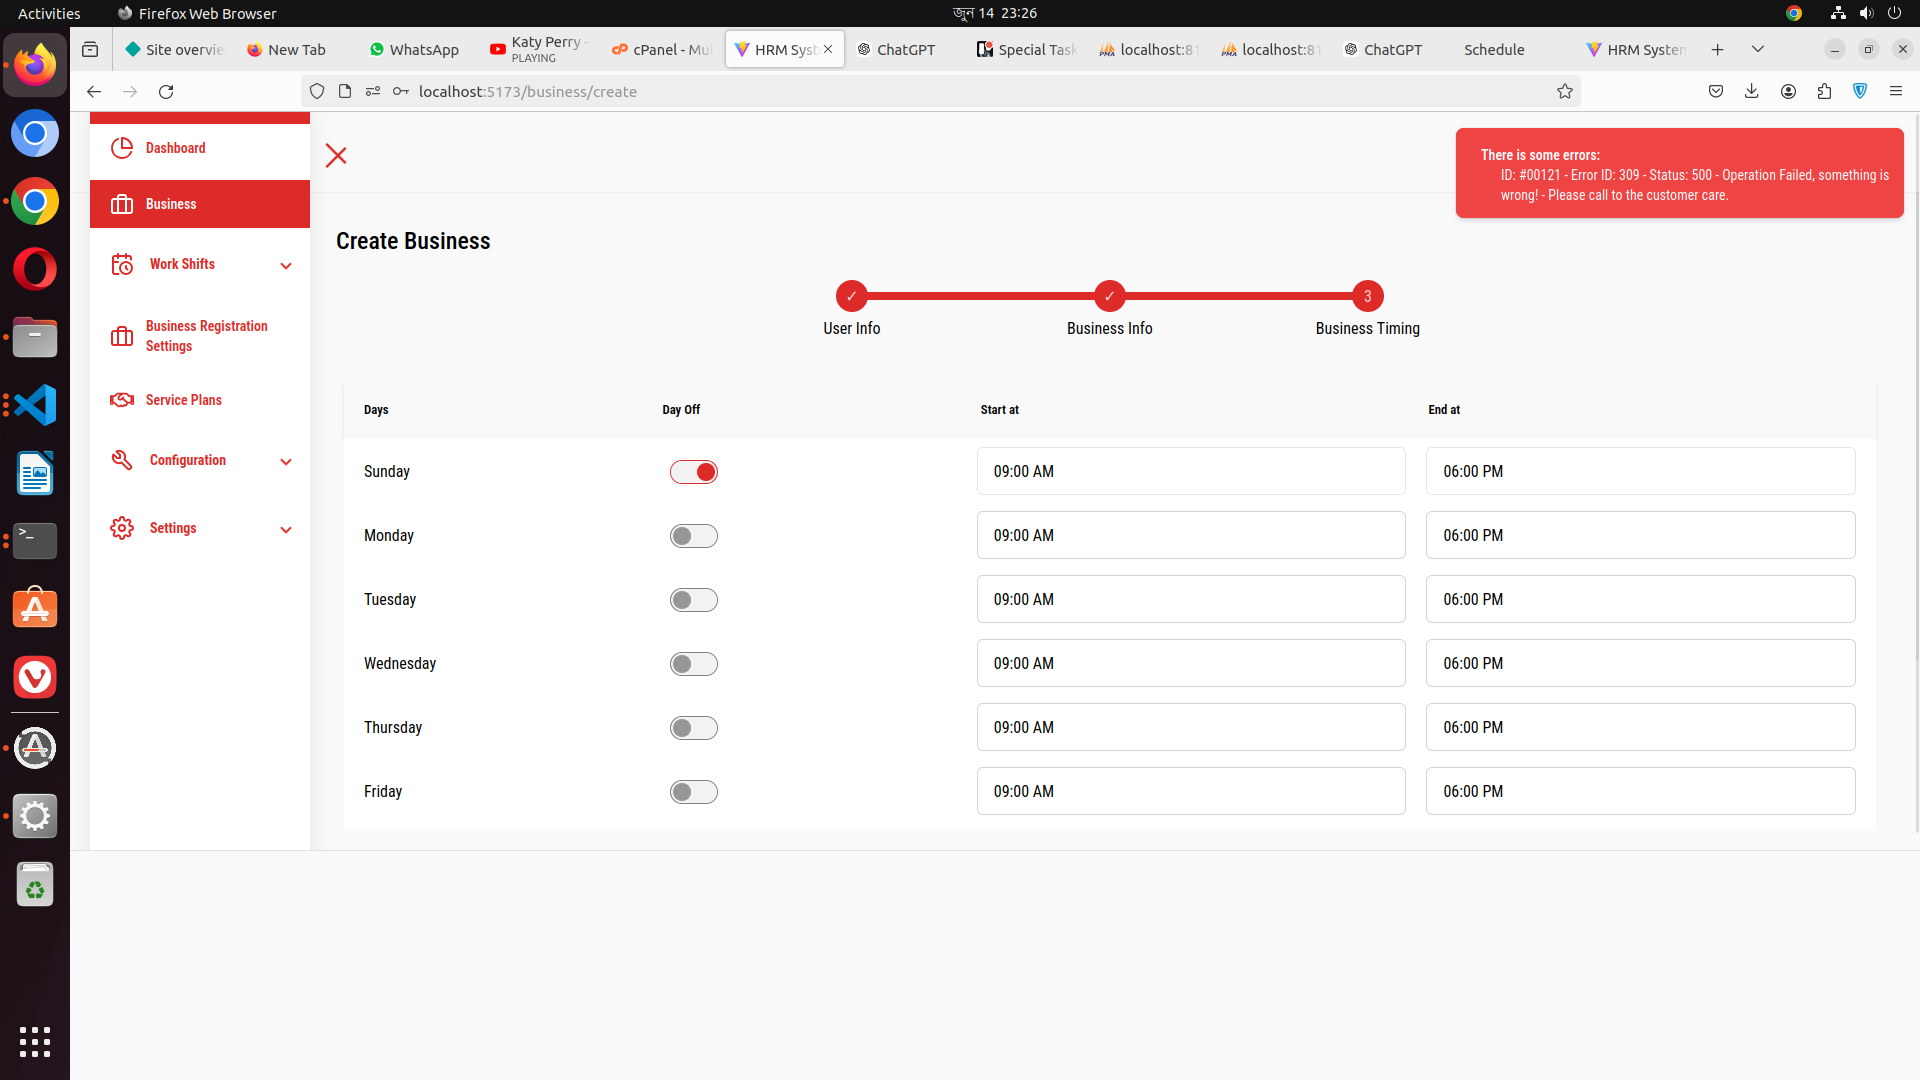 Activities
Firefox Web Browser
জুন 14 23:26
Site overvie
New Tab
WhatsApp
Katy Perry -
PLAYING
cPanel - Mu
HRM Syst
ChatGPT
Special Task
localhost:81
localhost:81
ChatGPT
Schedule
HRM System
localhost:5173/business/create
Dashboard
Business
Work Shifts
Business Registration
Settings
Service Plans
Configuration
Settings
There is some errors:
ID: #00121 - Error ID: 309 - Status: 500 - Operation Failed, something is
wrong! - Please call to the customer care.
Create Business
✓ ✓ 3
User Info Business Info Business Timing
Days Day Off Start at End at
Sunday 09:00 AM 06:00 PM
Monday 09:00 AM 06:00 PM
Tuesday 09:00 AM 06:00 PM
Wednesday 09:00 AM 06:00 PM
Thursday 09:00 AM 06:00 PM
Friday 09:00 AM 06:00 PM